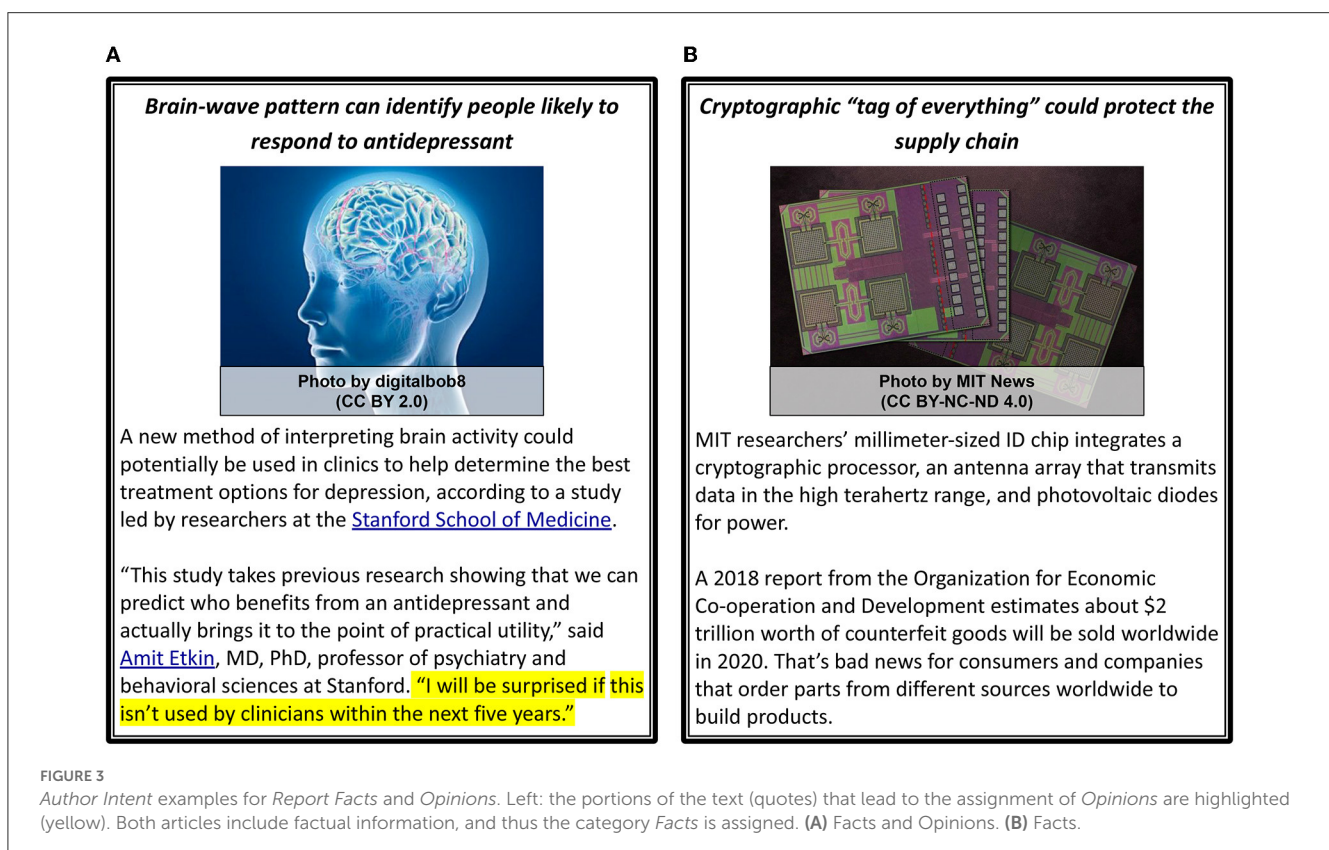 A
Brain-wave pattern can identify people likely to
respond to antidepressant
Photo by digitalbob8
(CC BY 2.0)
A new method of interpreting brain activity could
potentially be used in clinics to help determine the best
treatment options for depression, according to a study
led by researchers at the Stanford School of Medicine.
“This study takes previous research showing that we can
predict who benefits from an antidepressant and
actually brings it to the point of practical utility,” said
Amit Etkin, MD, PhD, professor of psychiatry and
behavioral sciences at Stanford. “I will be surprised if this
isn’t used by clinicians within the next five years.”
B
Cryptographic “tag of everything” could protect the
supply chain
Photo by MIT News
(CC BY-NC-ND 4.0)
MIT researchers’ millimeter-sized ID chip integrates a
cryptographic processor, an antenna array that transmits
data in the high terahertz range, and photovoltaic diodes
for power.
A 2018 report from the Organization for Economic
Co-operation and Development estimates about $2
trillion worth of counterfeit goods will be sold worldwide
in 2020. That’s bad news for consumers and companies
that order parts from different sources worldwide to
build products.
FIGURE 3
Author Intent examples for Report Facts and Opinions. Left: the portions of the text (quotes) that lead to the assignment of Opinions are highlighted
(yellow). Both articles include factual information, and thus the category Facts is assigned. (A) Facts and Opinions. (B) Facts.